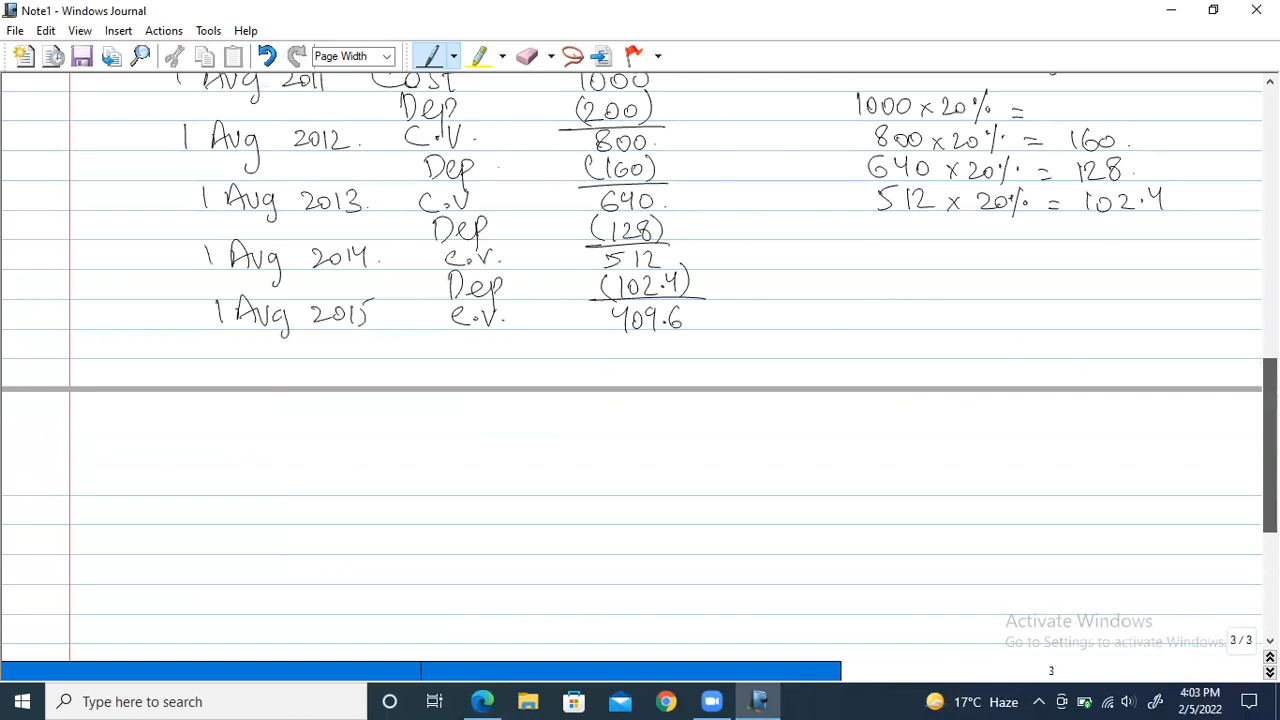 Note1 - Windows Journal
File Edit View Insert Actions Tools Help
Page Width
1 Aug 2011 Cost 1000
Dep (200) 1000 x 20% =
1 Aug 2012. C.V. 800. 800 x 20% = 160.
Dep (160) 640 x 20% = 128.
1 Aug 2013. C.V 640. 512 x 20% = 102.4
Dep (128)
1 Aug 2014. C.V. 512
Dep (102.4)
1 Aug 2015 C.V. 409.6
Activate Windows
Go to Settings to activate Windows.
3 / 3
3
Type here to search
17°C Haze
4:03 PM
2/5/2022